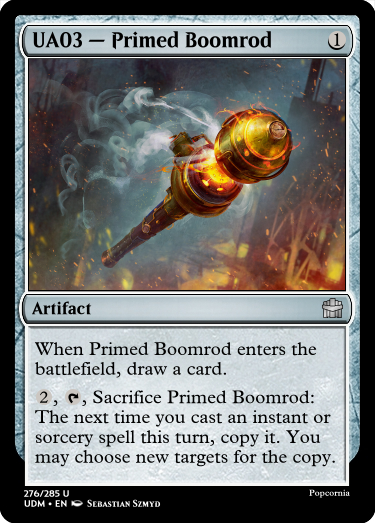 UA03 — Primed Boomrod 1
Artifact
When Primed Boomrod enters the
battlefield, draw a card.
2, , Sacrifice Primed Boomrod:
The next time you cast an instant or
sorcery spell this turn, copy it. You
may choose new targets for the copy.
276/285 U Popcornia
UDM • EN Sebastian Szmyd